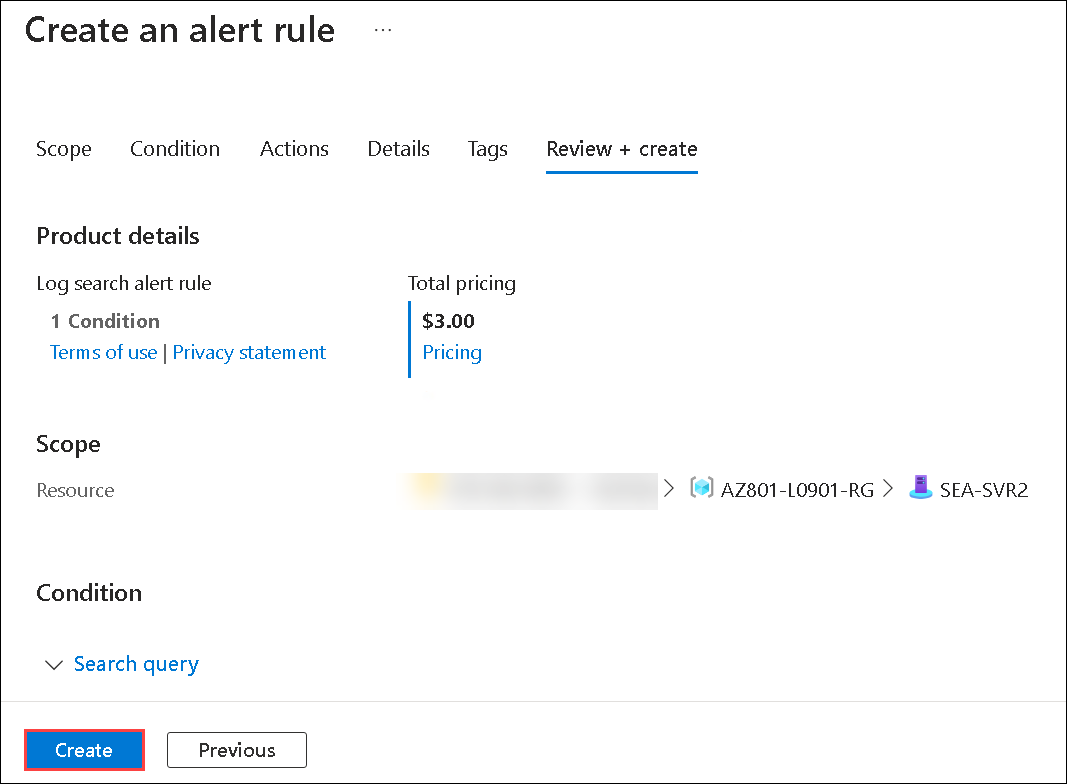 Create an alert rule ...
Scope Condition Actions Details Tags Review + create
Product details
Log search alert rule Total pricing
1 Condition $3.00
Terms of use | Privacy statement Pricing
Scope
Resource > AZ801-L0901-RG > SEA-SVR2
Condition
Search query
Create Previous